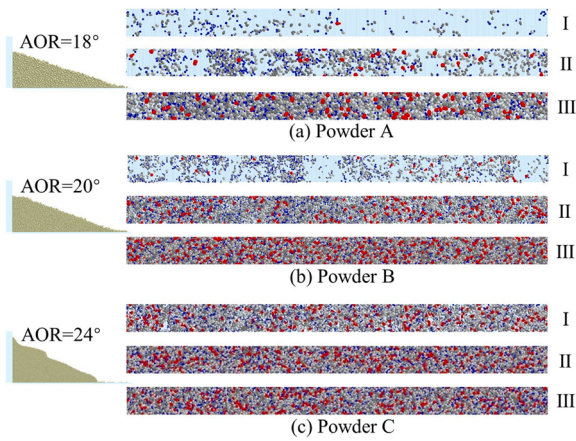 AOR=18°
I
II
III
(a) Powder A
AOR=20°
I
II
III
(b) Powder B
AOR=24°
I
II
III
(c) Powder C